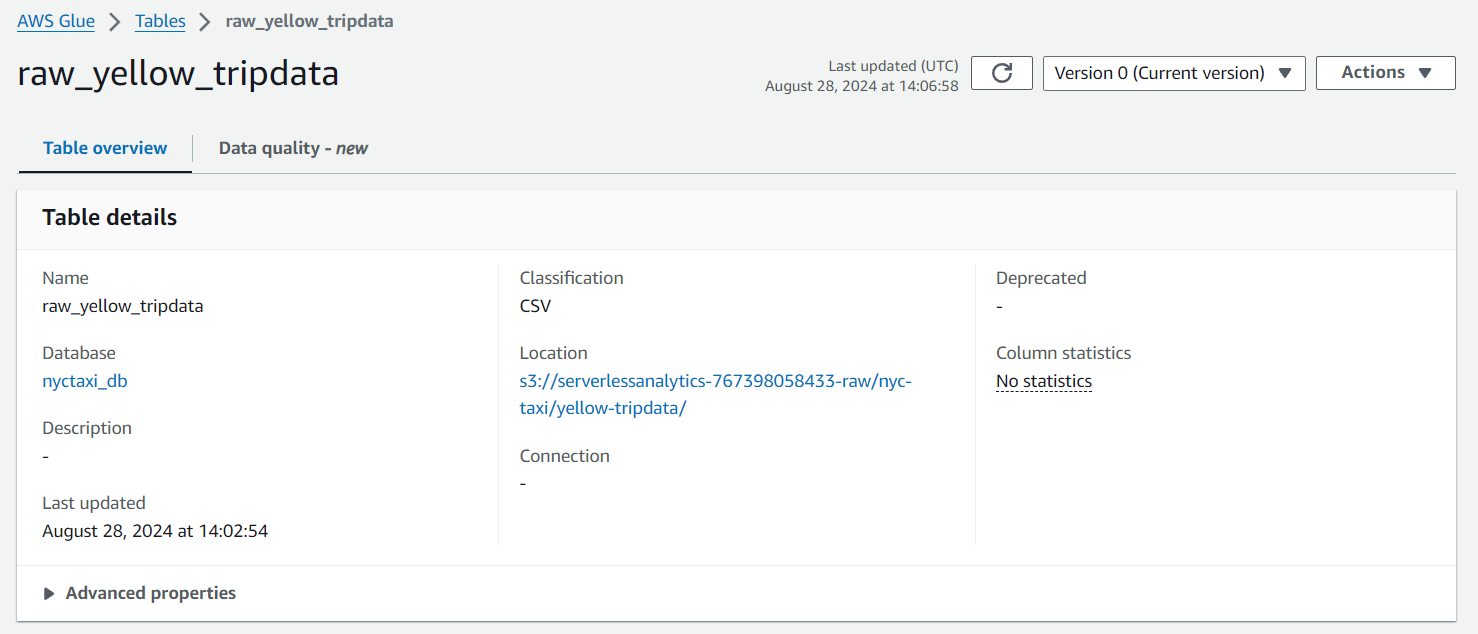 AWS Glue > Tables > raw_yellow_tripdata
raw_yellow_tripdata
Last updated (UTC)
August 28, 2024 at 14:06:58
Version 0 (Current version)
Actions
Table overview
Data quality - new
Table details
Name
raw_yellow_tripdata
Database
nyctaxi_db
Description
-
Last updated
August 28, 2024 at 14:02:54
Classification
CSV
Location
s3://serverlessanalytics-767398058433-raw/nyc-
taxi/yellow-tripdata/
Connection
-
Deprecated
-
Column statistics
No statistics
Advanced properties